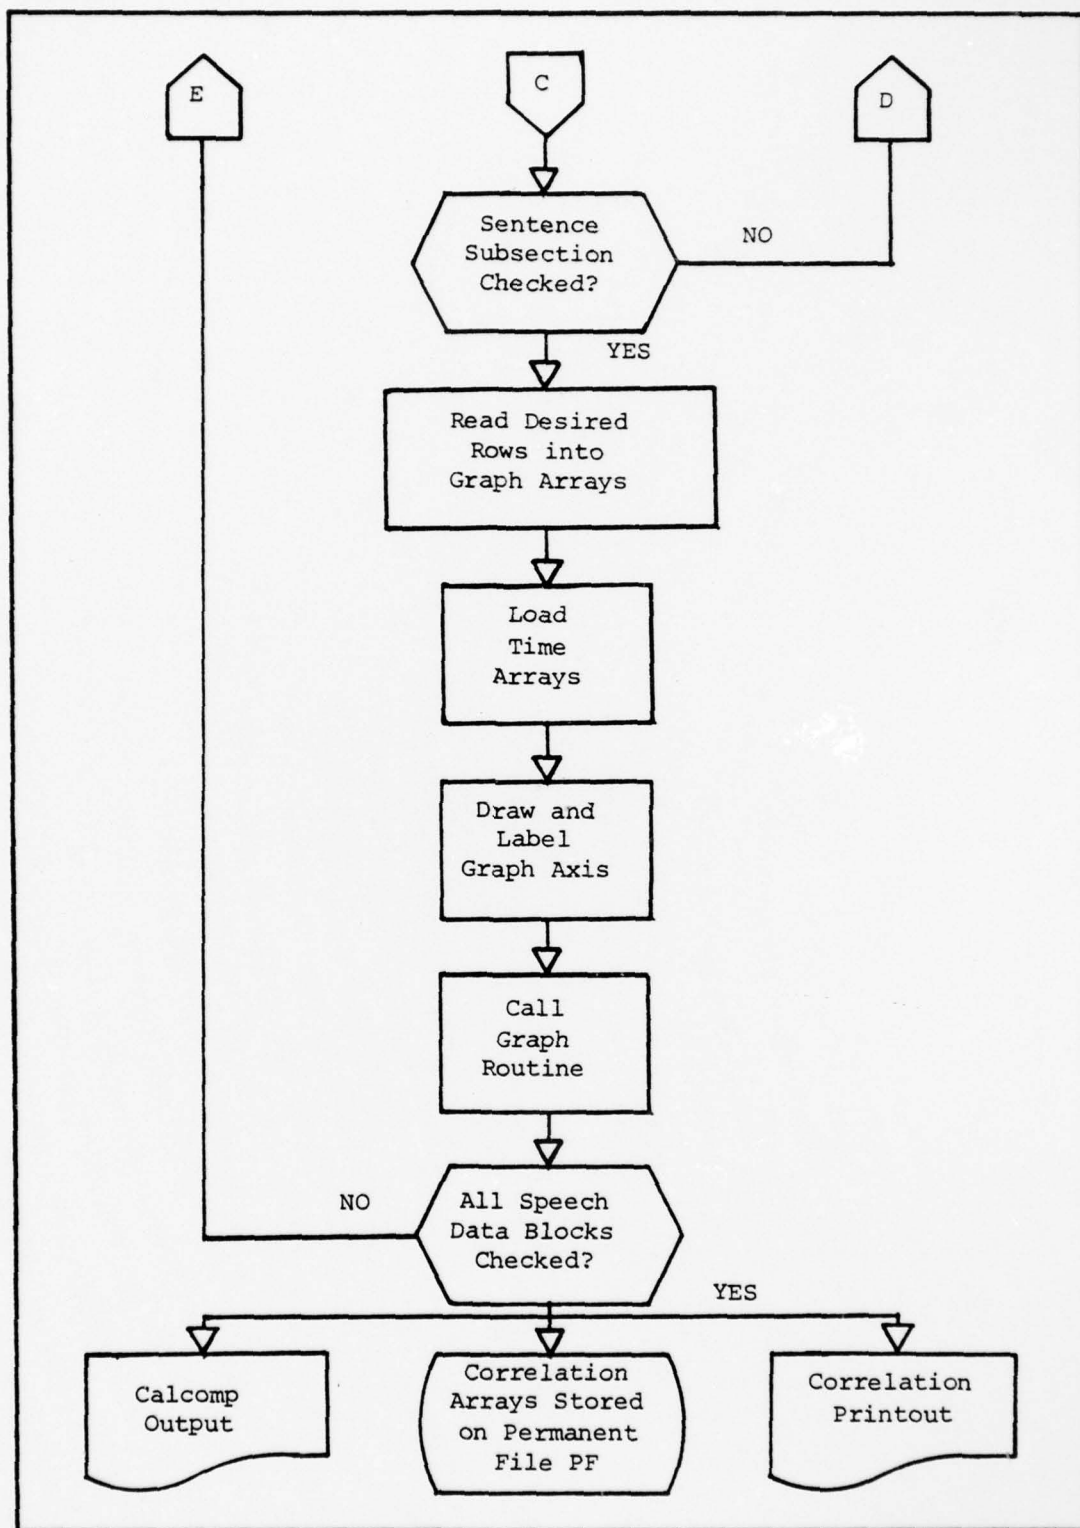 E
C
D
Sentence
Subsection
Checked?
NO
YES
Read Desired
Rows into
Graph Arrays
Load
Time
Arrays
Draw and
Label
Graph Axis
Call
Graph
Routine
NO
All Speech
Data Blocks
Checked?
YES
Calcomp
Output
Correlation
Arrays Stored
on Permanent
File PF
Correlation
Printout